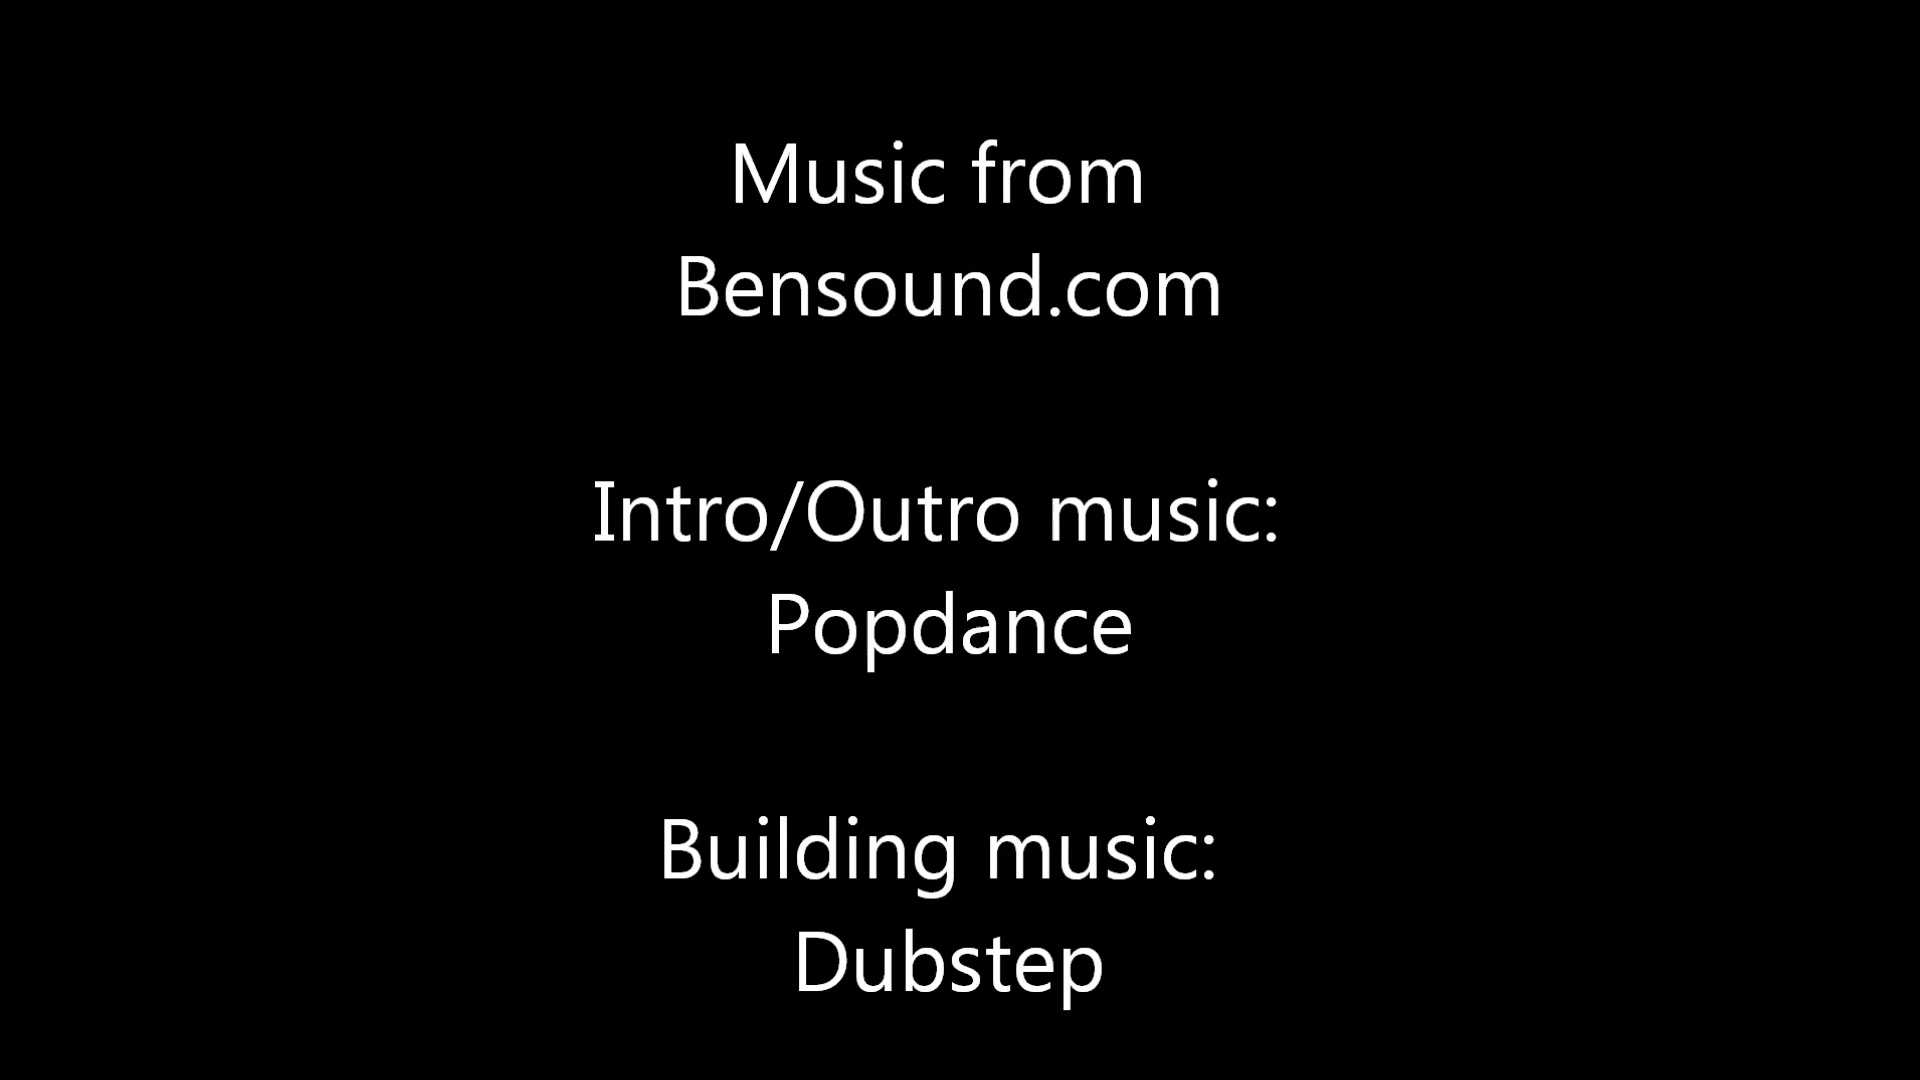 Music from
Bensound.com
Intro/Outro music:
Popdance
Building music:
Dubstep